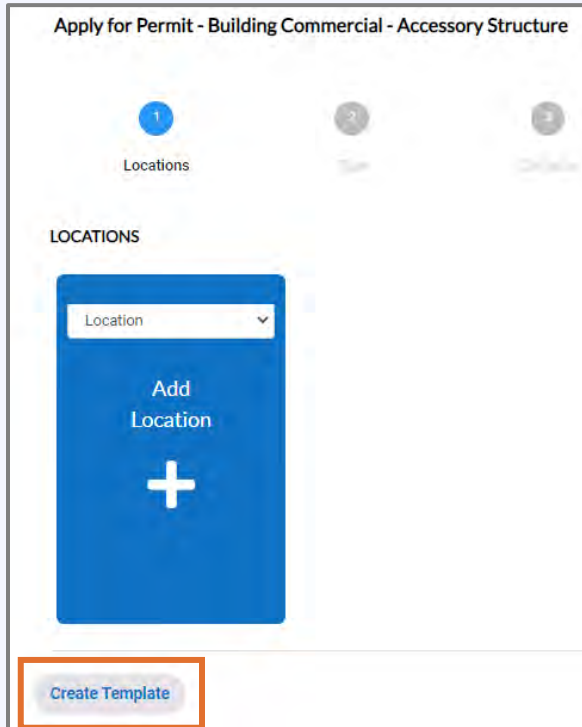 Apply for Permit - Building Commercial - Accessory Structure
1
2
3
Locations
LOCATIONS
Location
Add
Location
Create Template